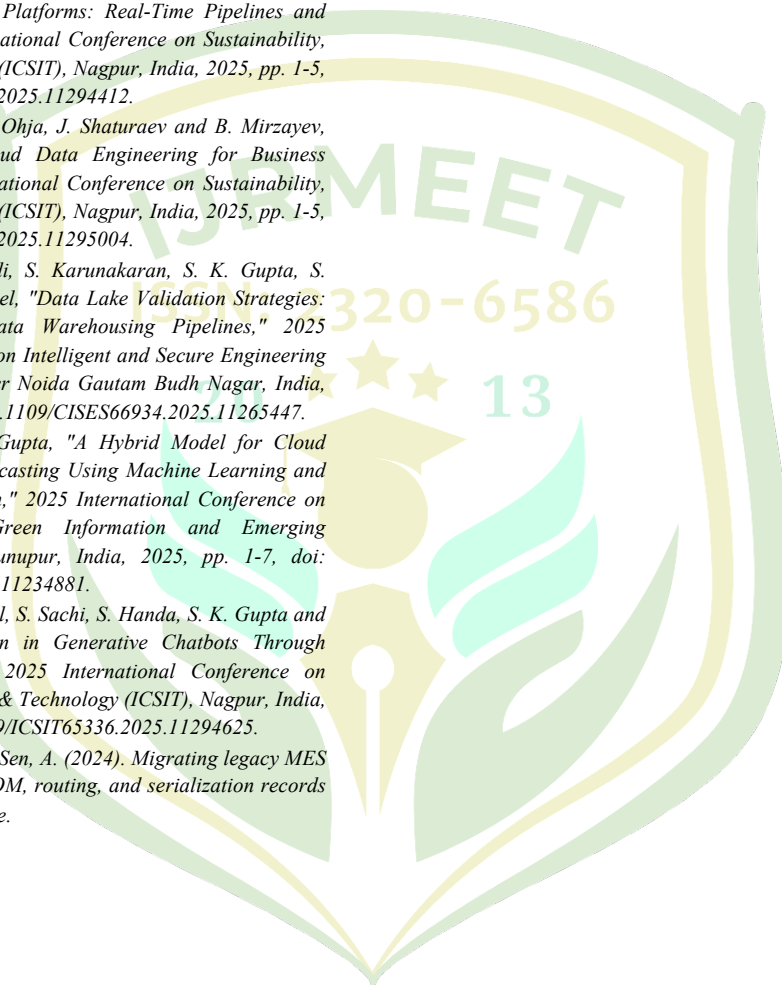 Platforms: Real-Time Pipelines and
ational Conference on Sustainability,
(ICSIT), Nagpur, India, 2025, pp. 1-5,
2025.11294412.
Ohja, J. Shaturaev and B. Mirzayev,
ud Data Engineering for Business
ational Conference on Sustainability,
(ICSIT), Nagpur, India, 2025, pp. 1-5,
2025.11295004.
li, S. Karunakaran, S. K. Gupta, S.
el, "Data Lake Validation Strategies:
ata Warehousing Pipelines," 2025
on Intelligent and Secure Engineering
r Noida Gautam Budh Nagar, India,
.1109/CISES66934.2025.11265447.
Gupta, "A Hybrid Model for Cloud
casting Using Machine Learning and
n," 2025 International Conference on
Green Information and Emerging
unupur, India, 2025, pp. 1-7, doi:
11234881.
l, S. Sachi, S. Handa, S. K. Gupta and
n in Generative Chatbots Through
2025 International Conference on
& Technology (ICSIT), Nagpur, India,
9/ICSIT65336.2025.11294625.
Sen, A. (2024). Migrating legacy MES
OM, routing, and serialization records
e.
IJRMEET
ISSN: 2320-6586
20 13